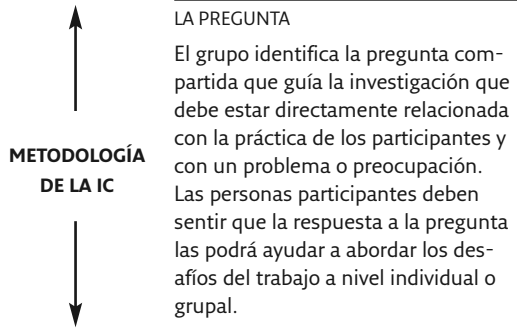 METODOLOGÍA
DE LA IC
LA PREGUNTA
El grupo identifica la pregunta com-
partida que guía la investigación que
debe estar directamente relacionada
con la práctica de los participantes y
con un problema o preocupación.
Las personas participantes deben
sentir que la respuesta a la pregunta
las podrá ayudar a abordar los des-
afíos del trabajo a nivel individual o
grupal.